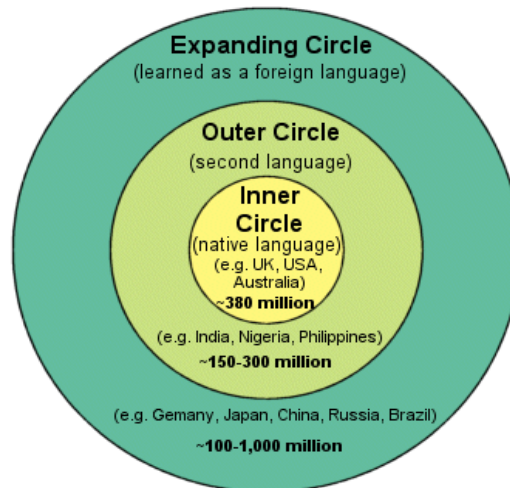 Expanding Circle
(learned as a foreign language)
Outer Circle
(second language)
Inner
Circle
(native language)
(e.g. UK, USA,
Australia)
~380 million
(e.g. India, Nigeria, Philippines)
~150-300 million
(e.g. Gemany, Japan, China, Russia, Brazil)
~100-1,000 million